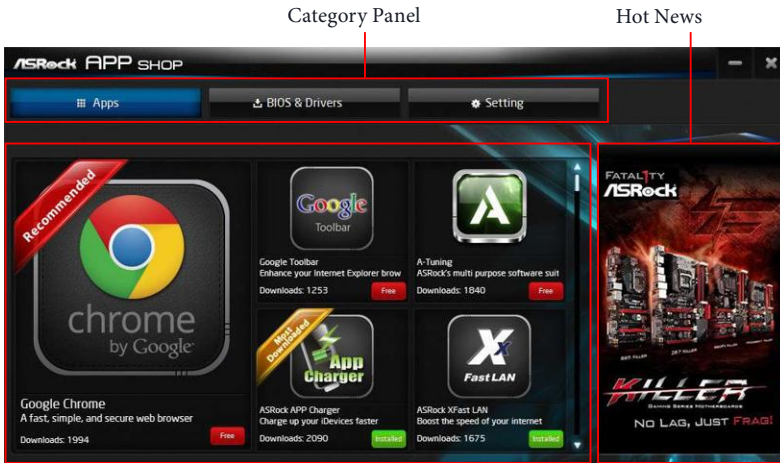 Category Panel
Hot News
ASRock APP SHOP
Apps
BIOS & Drivers
Setting
Recommended
chrome
by Google
Google Chrome
A fast, simple, and secure web browser
Downloads: 1994
Free
Google
Toolbar
Google Toolbar
Enhance your Internet Explorer brow
Downloads: 1253
Free
A-Tuning
ASRock's multi purpose software suit
Downloads: 1840
Free
Most
Downloaded
App
Charger
ASRock APP Charger
Charge up your iDevices faster
Downloads: 2090
Installed
Fast LAN
ASRock XFast LAN
Boost the speed of your internet
Downloads: 1675
Installed
FATAL1TY
ASRock
KILLER
GAMING SERIES MOTHERBOARDS
NO LAG, JUST FRAG!